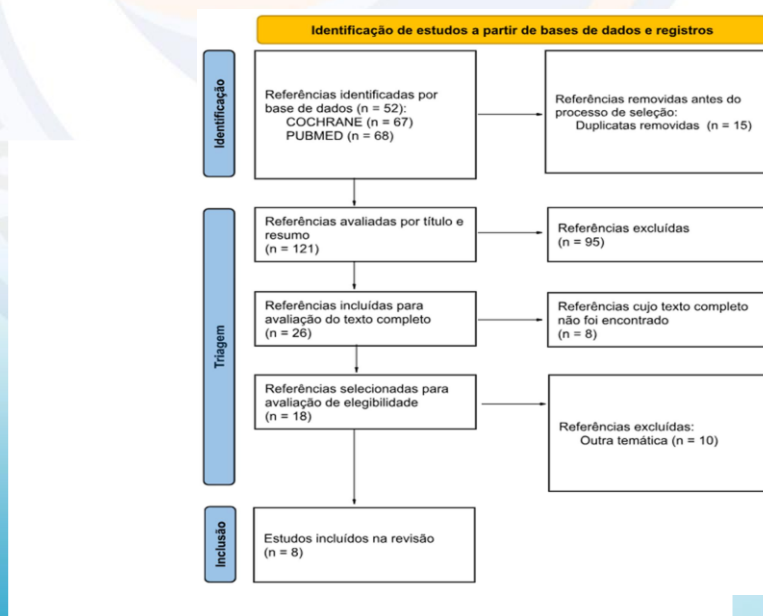 Identificação de estudos a partir de bases de dados e registros
Identificação
Referências identificadas por
base de dados (n = 52):
COCHRANE (n = 67)
PUBMED (n = 68)
Referências removidas antes do
processo de seleção:
Duplicatas removidas (n = 15)
Triagem
Referências avaliadas por título e
resumo
(n = 121)
Referências excluídas
(n = 95)
Referências incluídas para
avaliação do texto completo
(n = 26)
Referências cujo texto completo
não foi encontrado
(n = 8)
Referências selecionadas para
avaliação de elegibilidade
(n = 18)
Referências excluídas:
Outra temática (n = 10)
Inclusão
Estudos incluídos na revisão
(n = 8)